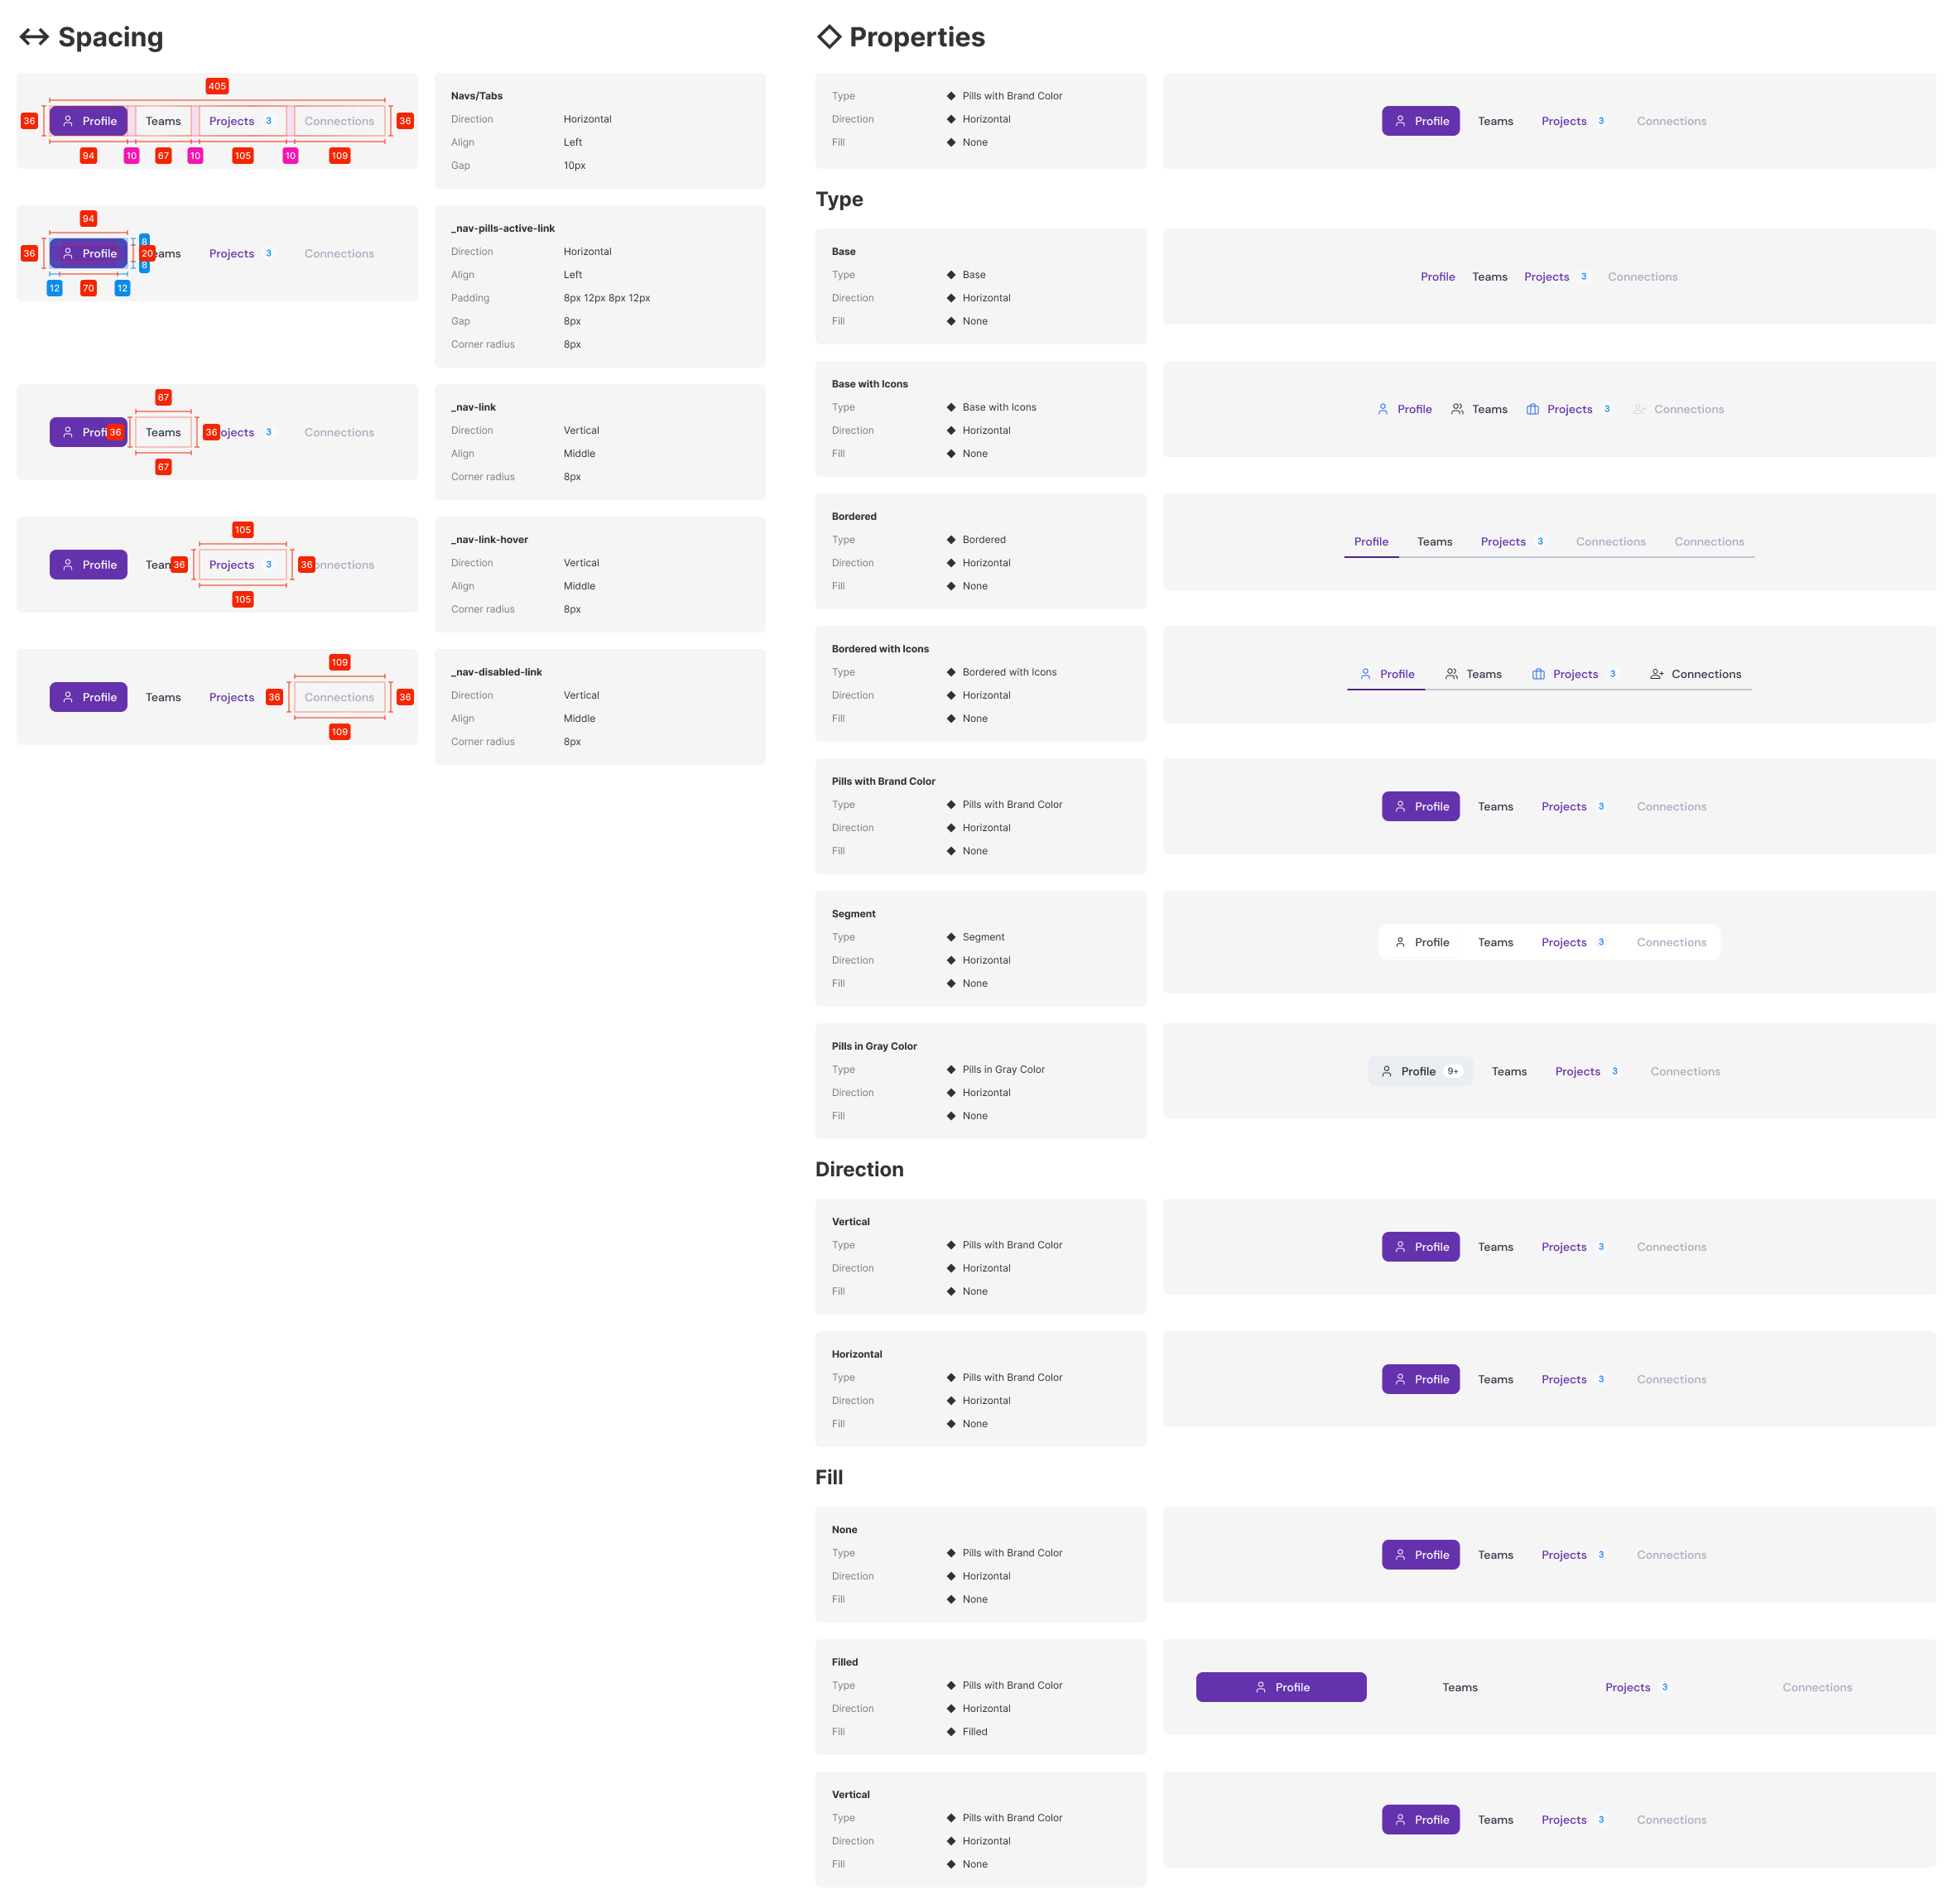 Spacing
405
36
Profile
Teams
Projects 3
Connections
36
94
10
67
10
105
10
109
Navs/Tabs
Direction Horizontal
Align Left
Gap 10px
94
36
Profile
8
20
8
eams
Projects 3
Connections
12
70
12
_nav-pills-active-link
Direction Horizontal
Align Left
Padding 8px 12px 8px 12px
Gap 8px
Corner radius 8px
67
Profi
36
Teams
36
ojects 3
Connections
67
_nav-link
Direction Vertical
Align Middle
Corner radius 8px
105
Profile
Tean
36
Projects 3
36
onnections
105
_nav-link-hover
Direction Vertical
Align Middle
Corner radius 8px
109
Profile
Teams
Projects
36
Connections
36
109
_nav-disabled-link
Direction Vertical
Align Middle
Corner radius 8px
Properties
Type Pills with Brand Color
Direction Horizontal
Fill None
Profile Teams Projects 3 Connections
Type
Base
Type Base
Direction Horizontal
Fill None
Profile Teams Projects 3 Connections
Base with Icons
Type Base with Icons
Direction Horizontal
Fill None
Profile Teams Projects 3 Connections
Bordered
Type Bordered
Direction Horizontal
Fill None
Profile Teams Projects 3 Connections Connections
Bordered with Icons
Type Bordered with Icons
Direction Horizontal
Fill None
Profile Teams Projects 3 Connections
Pills with Brand Color
Type Pills with Brand Color
Direction Horizontal
Fill None
Profile Teams Projects 3 Connections
Segment
Type Segment
Direction Horizontal
Fill None
Profile Teams Projects 3 Connections
Pills in Gray Color
Type Pills in Gray Color
Direction Horizontal
Fill None
Profile 9+ Teams Projects 3 Connections
Direction
Vertical
Type Pills with Brand Color
Direction Horizontal
Fill None
Profile Teams Projects 3 Connections
Horizontal
Type Pills with Brand Color
Direction Horizontal
Fill None
Profile Teams Projects 3 Connections
Fill
None
Type Pills with Brand Color
Direction Horizontal
Fill None
Profile Teams Projects 3 Connections
Filled
Type Pills with Brand Color
Direction Horizontal
Fill Filled
Profile Teams Projects 3 Connections
Vertical
Type Pills with Brand Color
Direction Horizontal
Fill None
Profile Teams Projects 3 Connections